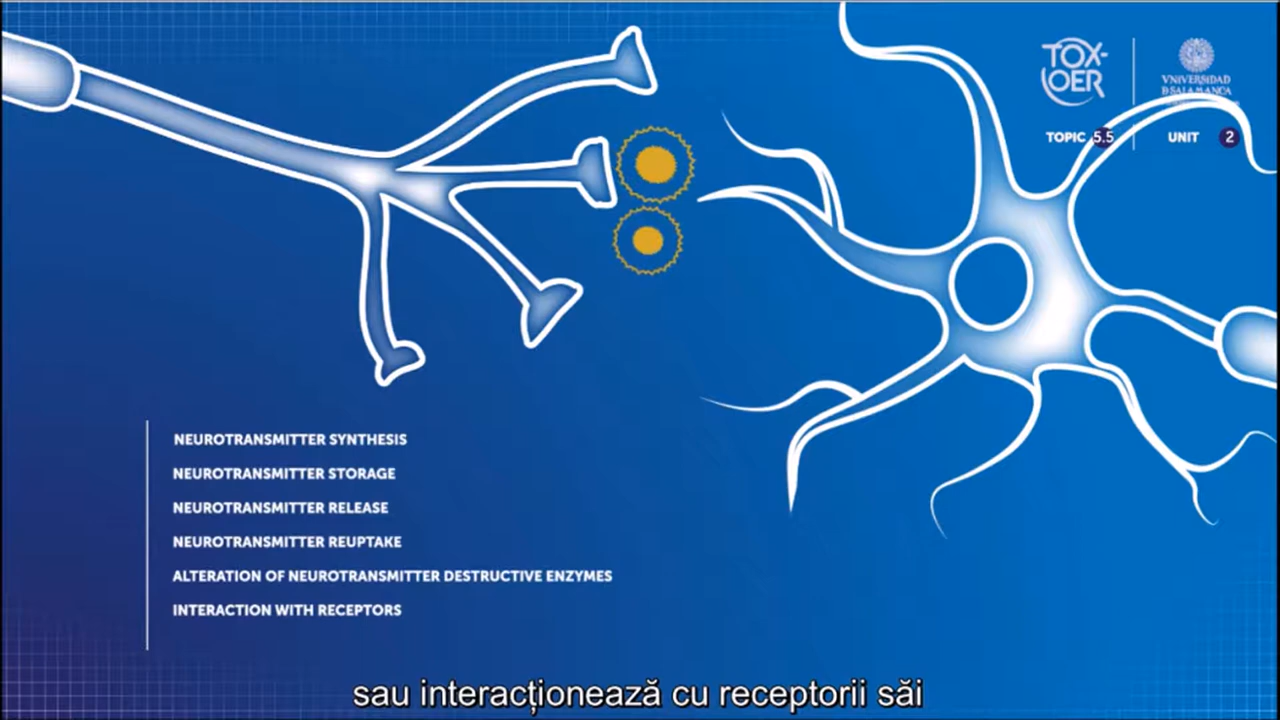 TOX-
OER
VNIVERSIDAD
D SALAMANCA
TOPIC 5.5
UNIT 2
NEUROTRANSMITTER SYNTHESIS
NEUROTRANSMITTER STORAGE
NEUROTRANSMITTER RELEASE
NEUROTRANSMITTER REUPTAKE
ALTERATION OF NEUROTRANSMITTER DESTRUCTIVE ENZYMES
INTERACTION WITH RECEPTORS
sau interacționează cu receptorii săi